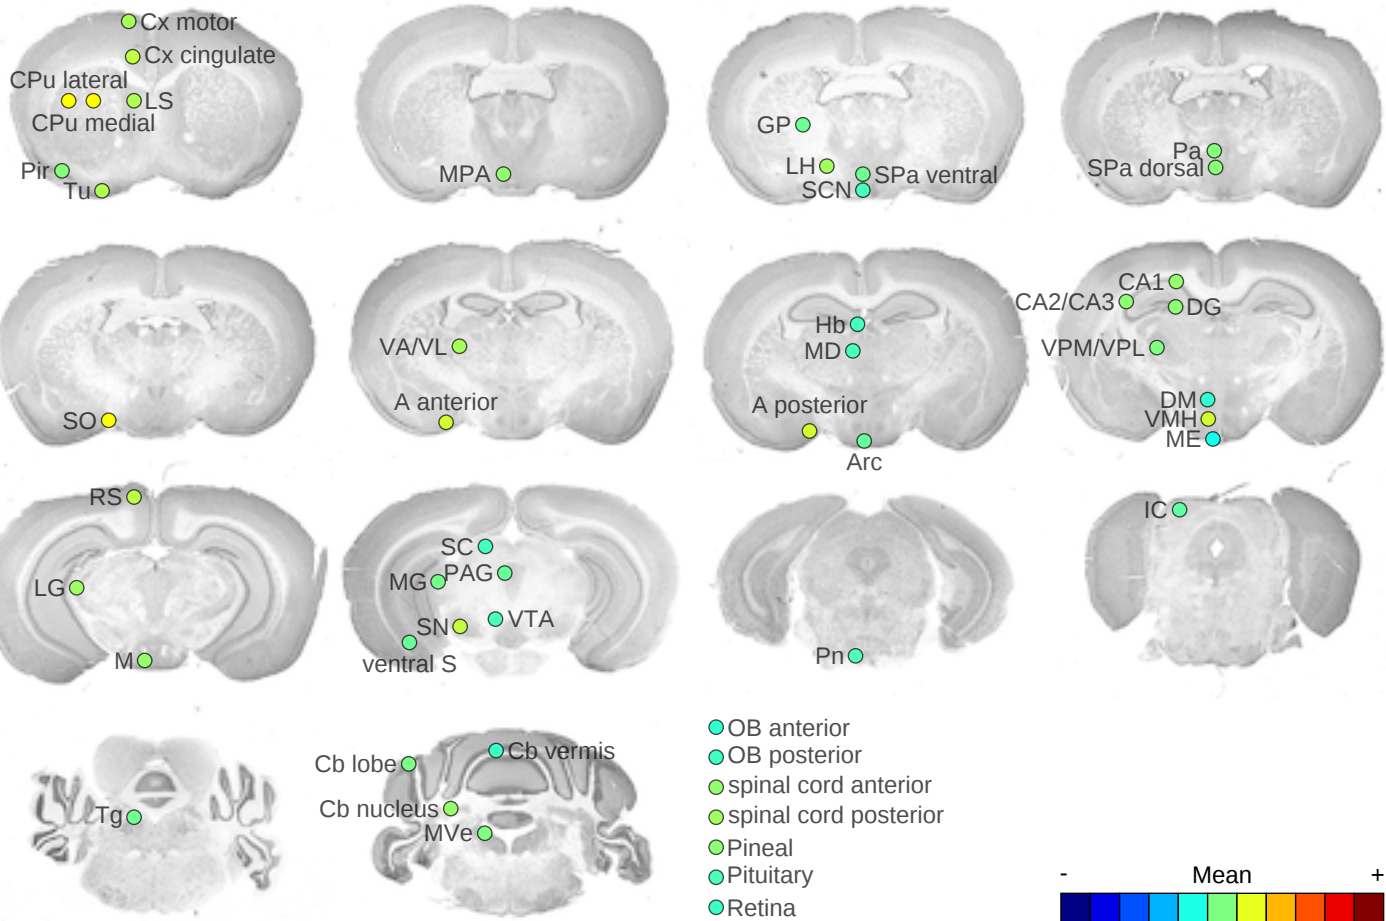 Cx motor
Cx cingulate
CPu lateral
LS
CPu medial
Pir
Tu
MPA
GP
LH
SPa ventral
SCN
Pa
SPa dorsal
SO
VA/VL
A anterior
Hb
MD
A posterior
Arc
CA1
CA2/CA3
DG
VPM/VPL
DM
VMH
ME
RS
LG
M
SC
MG
PAG
SN
VTA
ventral S
Pn
IC
Tg
Cb lobe
Cb vermis
Cb nucleus
MVe
OB anterior
OB posterior
spinal cord anterior
spinal cord posterior
Pineal
Pituitary
Retina
- Mean +